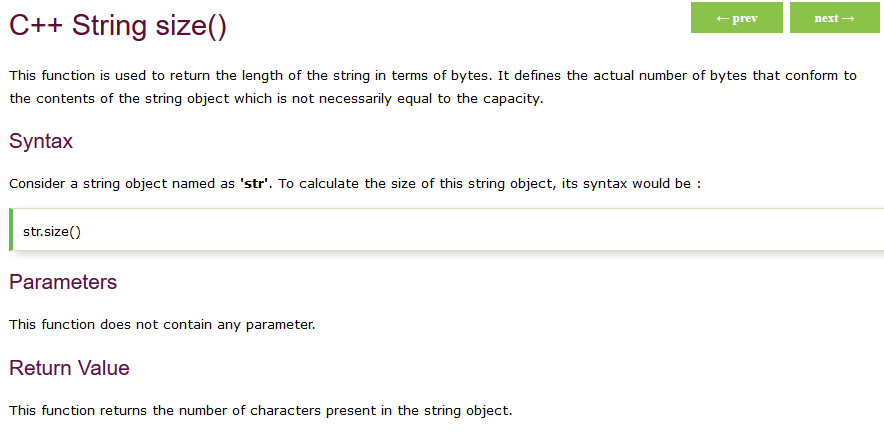 C++ String size()
← prev
next →
This function is used to return the length of the string in terms of bytes. It defines the actual number of bytes that conform to
the contents of the string object which is not necessarily equal to the capacity.
Syntax
Consider a string object named as 'str'. To calculate the size of this string object, its syntax would be :
str.size()
Parameters
This function does not contain any parameter.
Return Value
This function returns the number of characters present in the string object.